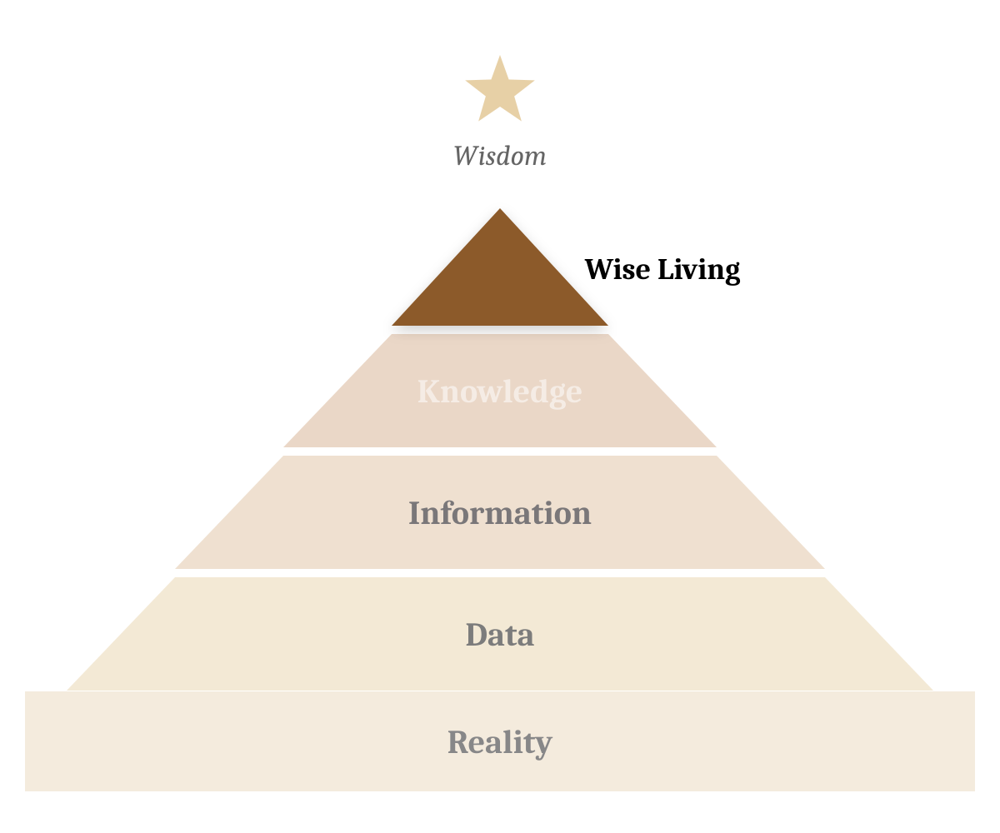 Wisdom
Wise Living
Knowledge
Information
Data
Reality